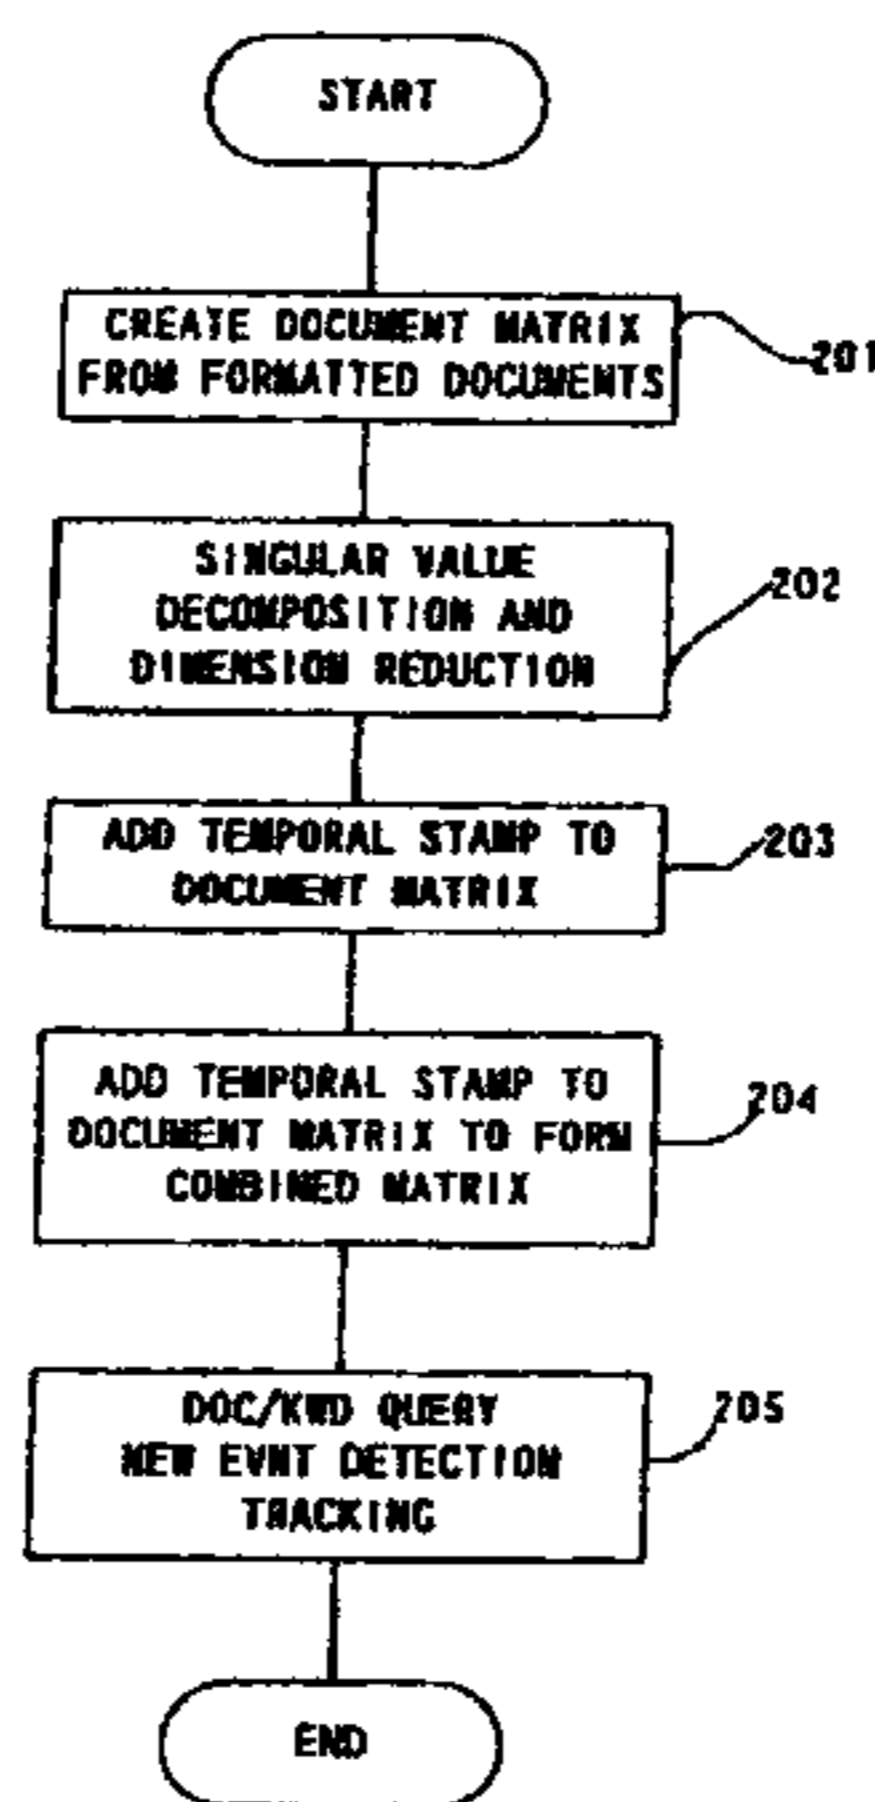 START
CREATE DOCUMENT MATRIX
FROM FORMATTED DOCUMENTS
201
SINGULAR VALUE
DECOMPOSITION AND
DIMENSION REDUCTION
202
ADD TEMPORAL STAMP TO
DOCUMENT MATRIX
203
ADD TEMPORAL STAMP TO
DOCUMENT MATRIX TO FORM
COMBINED MATRIX
204
DOC/KWD QUERY
NEW EVNT DETECTION
TRACKING
205
END